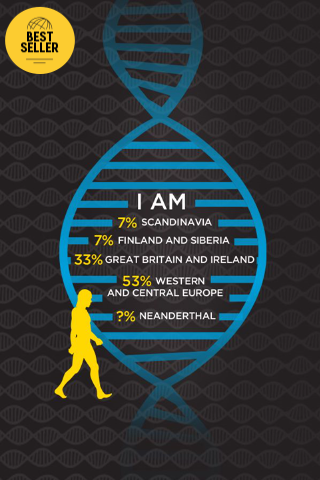 BEST
SELLER
I AM
7% SCANDINAVIA
7% FINLAND AND SIBERIA
33% GREAT BRITAIN AND IRELAND
53% WESTERN
AND CENTRAL EUROPE
?% NEANDERTHAL